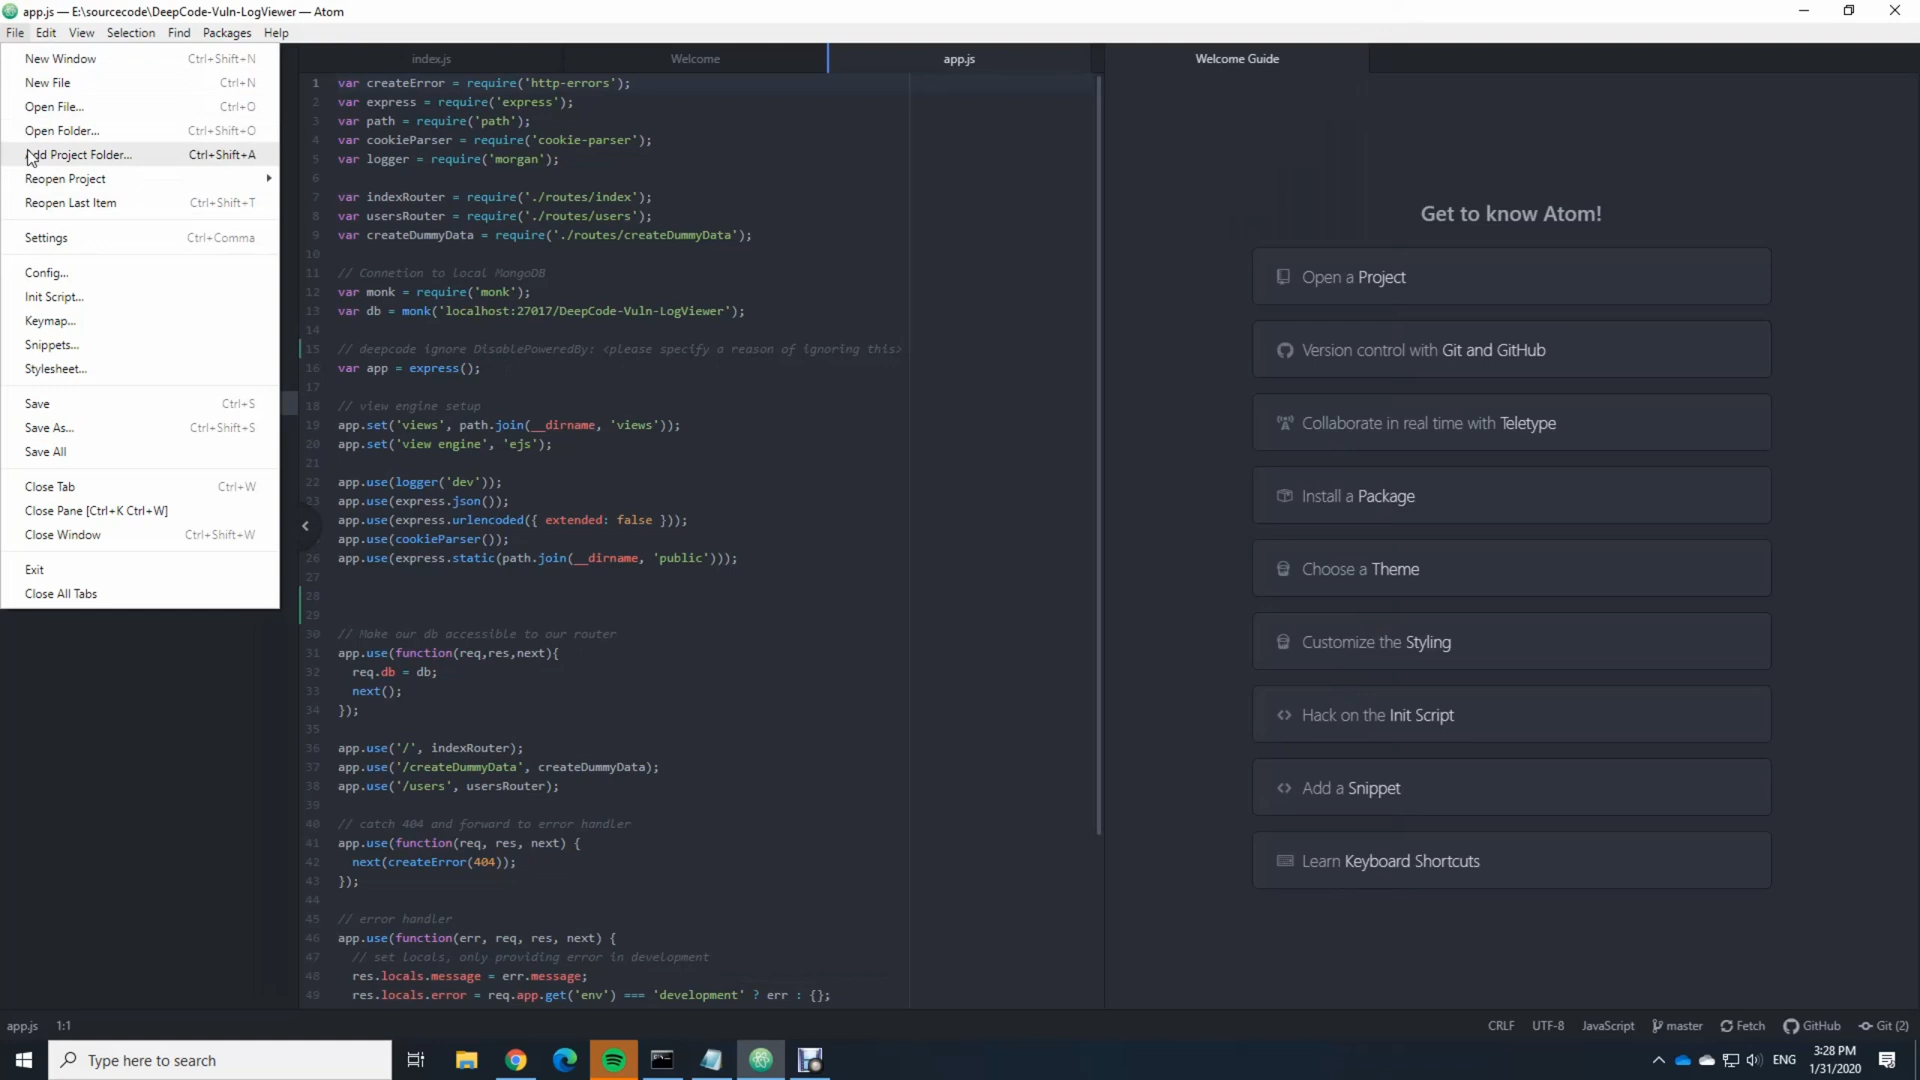 app.js — E:\sourcecode\DeepCode-Vuln-LogViewer — Atom
File Edit View Selection Find Packages Help
New Window Ctrl+Shift+N
New File Ctrl+N
Open File... Ctrl+O
Open Folder... Ctrl+Shift+O
Add Project Folder... Ctrl+Shift+A
Reopen Project
Reopen Last Item Ctrl+Shift+T
Settings Ctrl+Comma
Config...
Init Script...
Keymap...
Snippets...
Stylesheet...
Save Ctrl+S
Save As... Ctrl+Shift+S
Save All
Close Tab Ctrl+W
Close Pane [Ctrl+K Ctrl+W]
Close Window Ctrl+Shift+W
Exit
Close All Tabs
index.js Welcome app.js Welcome Guide
1 var createError = require('http-errors');
2 var express = require('express');
3 var path = require('path');
4 var cookieParser = require('cookie-parser');
5 var logger = require('morgan');
6
7 var indexRouter = require('./routes/index');
8 var usersRouter = require('./routes/users');
9 var createDummyData = require('./routes/createDummyData');
10
11 // Connetion to local MongoDB
12 var monk = require('monk');
13 var db = monk('localhost:27017/DeepCode-Vuln-LogViewer');
14
15 // deepcode ignore DisablePoweredBy: <please specify a reason of ignoring this>
16 var app = express();
17
18 // view engine setup
19 app.set('views', path.join(__dirname, 'views'));
20 app.set('view engine', 'ejs');
21
22 app.use(logger('dev'));
23 app.use(express.json());
app.use(express.urlencoded({ extended: false }));
app.use(cookieParser());
26 app.use(express.static(path.join(__dirname, 'public')));
27
28
29
30 // Make our db accessible to our router
31 app.use(function(req,res,next){
32 req.db = db;
33 next();
34 });
35
36 app.use('/', indexRouter);
37 app.use('/createDummyData', createDummyData);
38 app.use('/users', usersRouter);
39
40 // catch 404 and forward to error handler
41 app.use(function(req, res, next) {
42 next(createError(404));
43 });
44
45 // error handler
46 app.use(function(err, req, res, next) {
47 // set locals, only providing error in development
48 res.locals.message = err.message;
49 res.locals.error = req.app.get('env') === 'development' ? err : {};
Get to know Atom!
Open a Project
Version control with Git and GitHub
Collaborate in real time with Teletype
Install a Package
Choose a Theme
Customize the Styling
Hack on the Init Script
Add a Snippet
Learn Keyboard Shortcuts
app.js 1:1 CRLF UTF-8 JavaScript master Fetch GitHub Git (2)
Type here to search
ENG
3:28 PM
1/31/2020